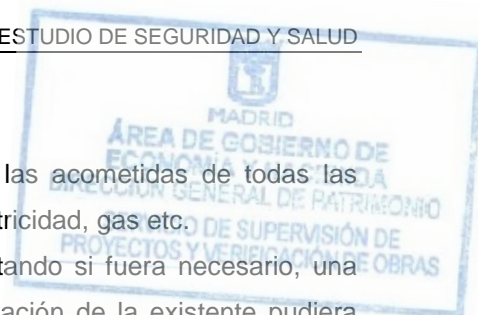 ESTUDIO DE SEGURIDAD Y SALUD
MADRID
ÁREA DE GOBIERNO DE
ECONOMÍA Y HACIENDA
las acometidas de todas las
DIRECCIÓN GENERAL DE PATRIMONIO
tricidad, gas etc.
DE SUPERVISIÓN DE
PROYECTOS Y VERIFICACIÓN DE OBRAS
tando si fuera necesario, una
ación de la existente pudiera